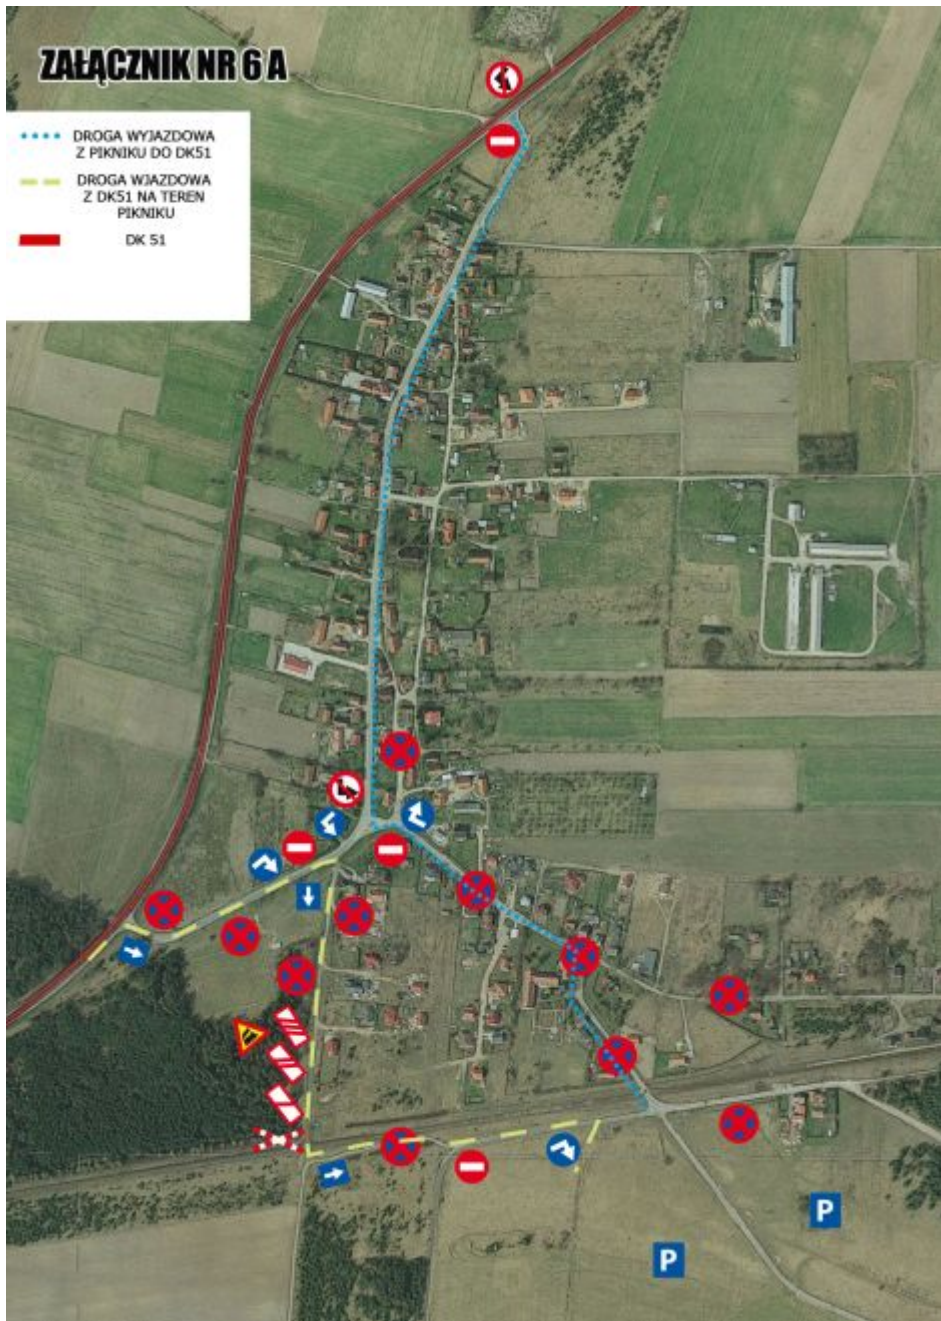 ZAŁĄCZNIK NR 6 A
DROGA WYJAZDOWA
Z PIKNIKU DO DK51
DROGA WJAZDOWA
Z DK51 NA TEREN
PIKNIKU
DK 51
P
P